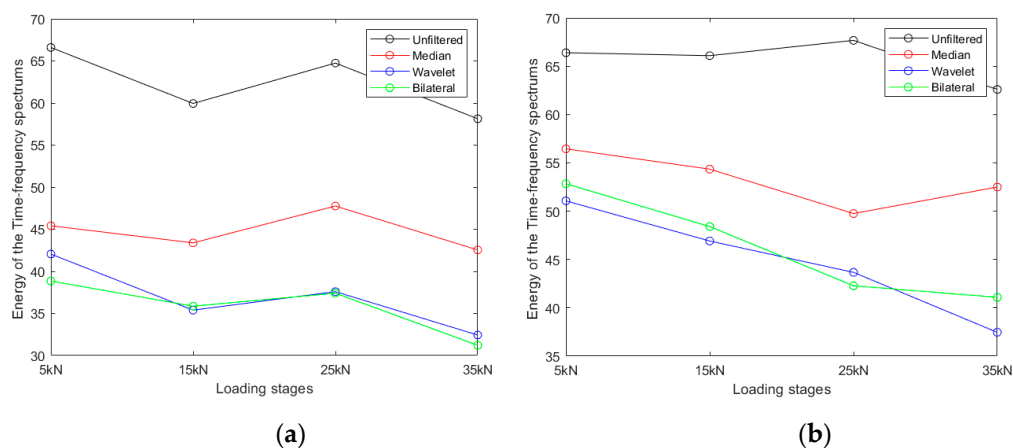 70
65
60
55
50
45
40
35
30
Energy of the Time-frequency spectrums
Unfiltered
Median
Wavelet
Bilateral
5kN 15kN 25kN 35kN
Loading stages
(a)
70
65
60
55
50
45
40
35
Energy of the Time-frequency spectrums
Unfiltered
Median
Wavelet
Bilateral
5kN 15kN 25kN 35kN
Loading stages
(b)